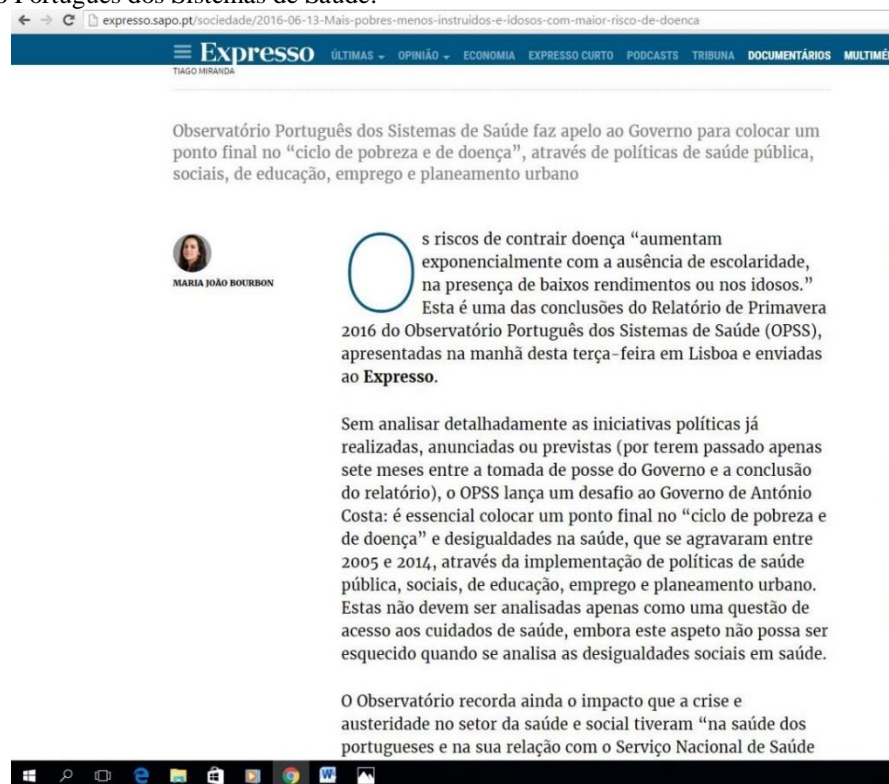 Português dos Sistemas de Saúde.
expresso.sapo.pt/sociedade/2016-06-13-Mais-pobres-menos-instruidos-e-idosos-com-maior-risco-de-doenca
Expresso ÚLTIMAS OPINIÃO ECONOMIA EXPRESSO CURTO PODCASTS TRIBUNA DOCUMENTÁRIOS
TIAGO MIRANDA
Observatório Português dos Sistemas de Saúde faz apelo ao Governo para colocar um
ponto final no “ciclo de pobreza e de doença”, através de políticas de saúde pública,
sociais, de educação, emprego e planeamento urbano
MARIA JOÃO BOURBON
Os riscos de contrair doença “aumentam
exponencialmente com a ausência de escolaridade,
na presença de baixos rendimentos ou nos idosos.”
Esta é uma das conclusões do Relatório de Primavera
2016 do Observatório Português dos Sistemas de Saúde (OPSS),
apresentadas na manhã desta terça-feira em Lisboa e enviadas
ao Expresso.
Sem analisar detalhadamente as iniciativas políticas já
realizadas, anunciadas ou previstas (por terem passado apenas
sete meses entre a tomada de posse do Governo e a conclusão
do relatório), o OPSS lança um desafio ao Governo de António
Costa: é essencial colocar um ponto final no “ciclo de pobreza e
de doença” e desigualdades na saúde, que se agravaram entre
2005 e 2014, através da implementação de políticas de saúde
pública, sociais, de educação, emprego e planeamento urbano.
Estas não devem ser analisadas apenas como uma questão de
acesso aos cuidados de saúde, embora este aspeto não possa ser
esquecido quando se analisa as desigualdades sociais em saúde.
O Observatório recorda ainda o impacto que a crise e
austeridade no setor da saúde e social tiveram “na saúde dos
portugueses e na sua relação com o Serviço Nacional de Saúde